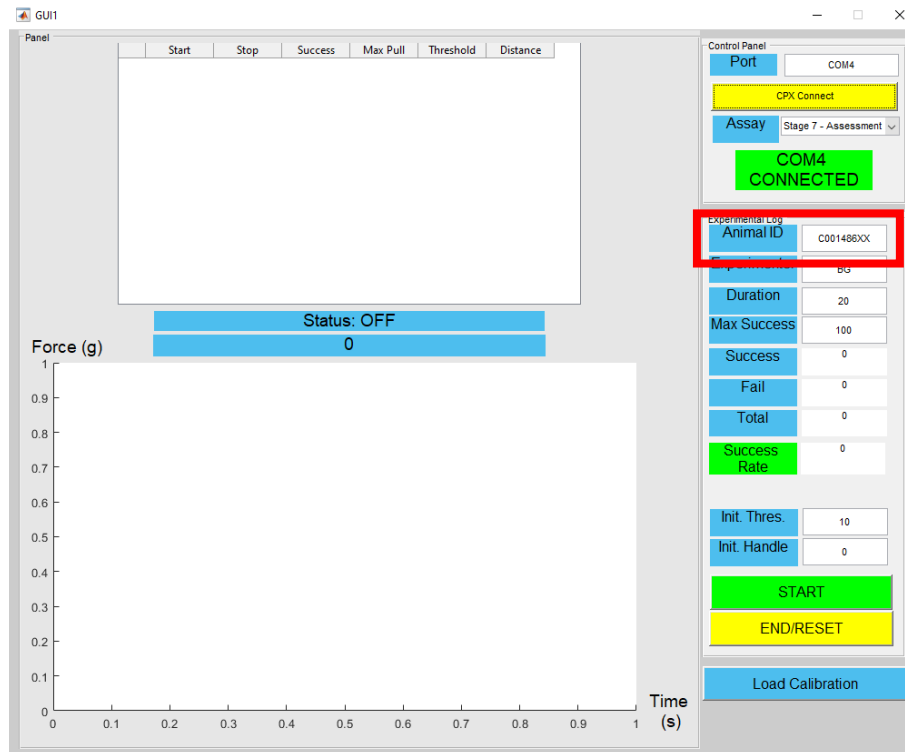 GUI1
Panel
Start Stop Success Max Pull Threshold Distance
Status: OFF
0
Force (g)
1
0.9
0.8
0.7
0.6
0.5
0.4
0.3
0.2
0.1
0
0 0.1 0.2 0.3 0.4 0.5 0.6 0.7 0.8 0.9 1
Time
(s)
Control Panel
Port COM4
CPX Connect
Assay Stage 7 - Assessment
COM4
CONNECTED
Experimental Log
Animal ID C001486XX
Experimental BG
Duration 20
Max Success 100
Success 0
Fail 0
Total 0
Success
Rate 0
Init. Thres. 10
Init. Handle 0
START
END/RESET
Load Calibration